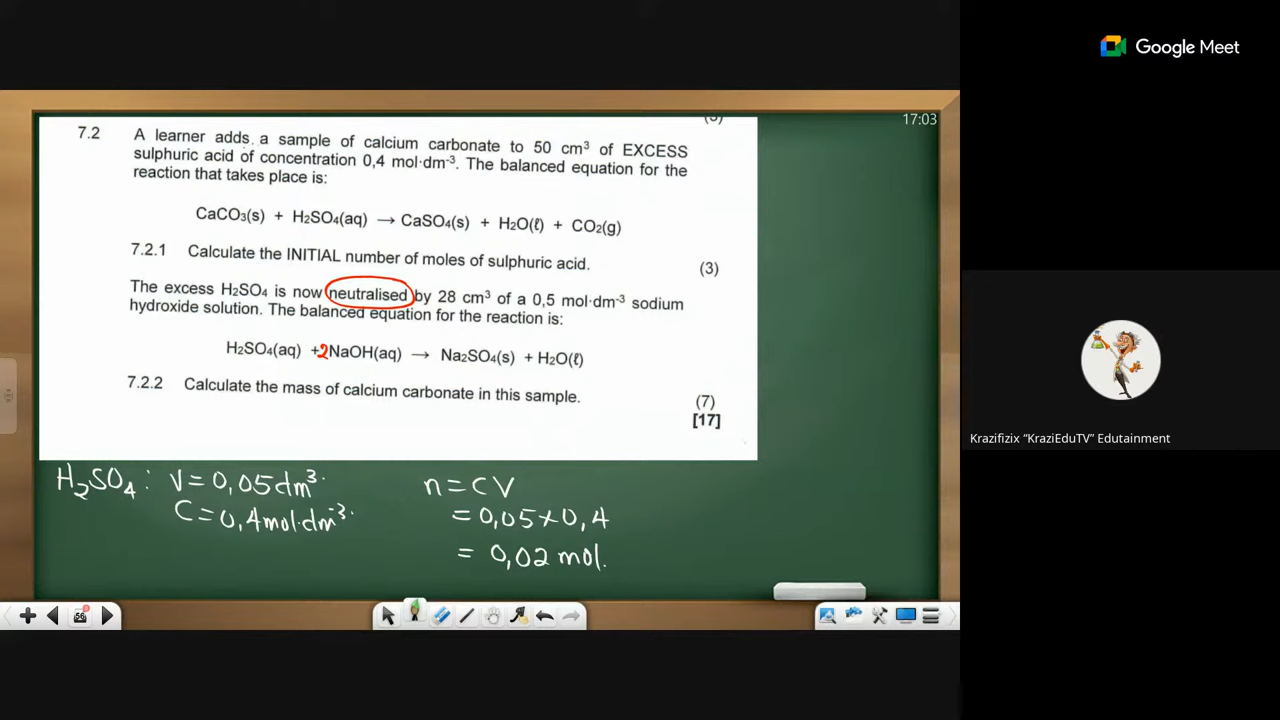 Google Meet
17:03
(3)
7.2 A learner adds a sample of calcium carbonate to 50 cm³ of EXCESS
sulphuric acid of concentration 0,4 mol·dm⁻³. The balanced equation for the
reaction that takes place is:
CaCO₃(s) + H₂SO₄(aq) → CaSO₄(s) + H₂O(ℓ) + CO₂(g)
7.2.1 Calculate the INITIAL number of moles of sulphuric acid.
(3)
The excess H₂SO₄ is now neutralised by 28 cm³ of a 0,5 mol·dm⁻³ sodium
hydroxide solution. The balanced equation for the reaction is:
H₂SO₄(aq) + 2NaOH(aq) → Na₂SO₄(s) + H₂O(ℓ)
7.2.2 Calculate the mass of calcium carbonate in this sample.
(7)
[17]
H₂SO₄: V = 0,05 dm³.
C = 0,4 mol·dm⁻³.
n = CV
= 0,05 × 0,4
= 0,02 mol.
56
Krazifizix “KraziEduTV” Edutainment